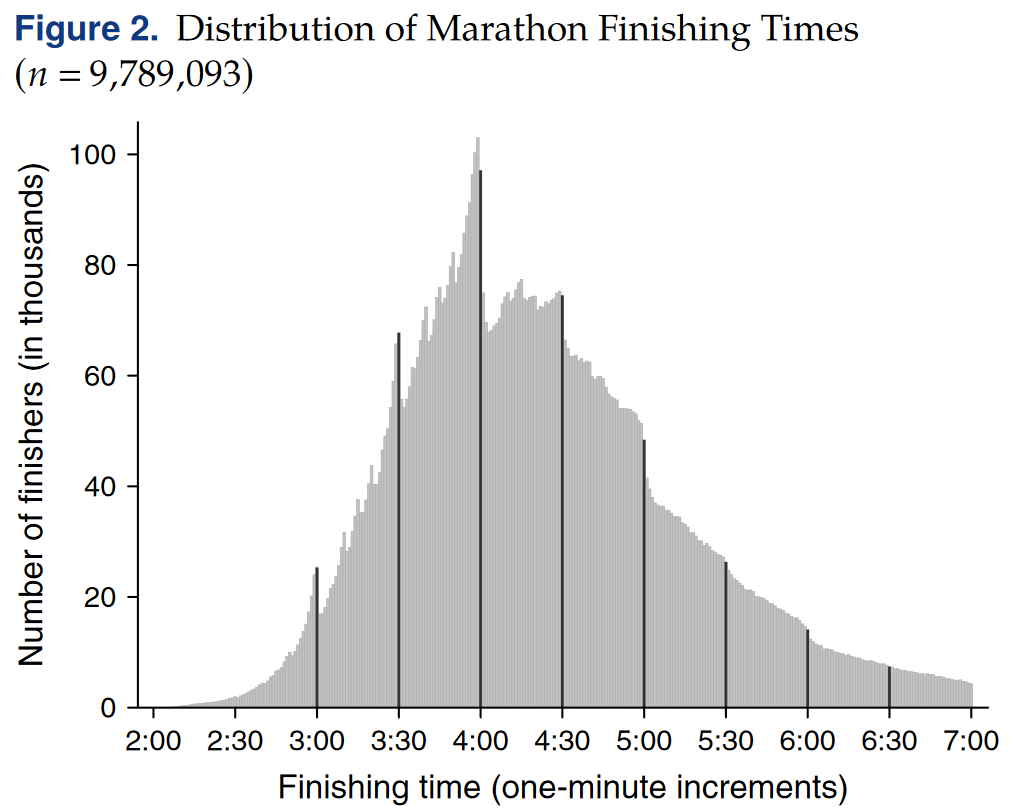 Figure 2. Distribution of Marathon Finishing Times
(n = 9,789,093)
Number of finishers (in thousands)
100
80
60
40
20
0
2:00 2:30 3:00 3:30 4:00 4:30 5:00 5:30 6:00 6:30 7:00
Finishing time (one-minute increments)